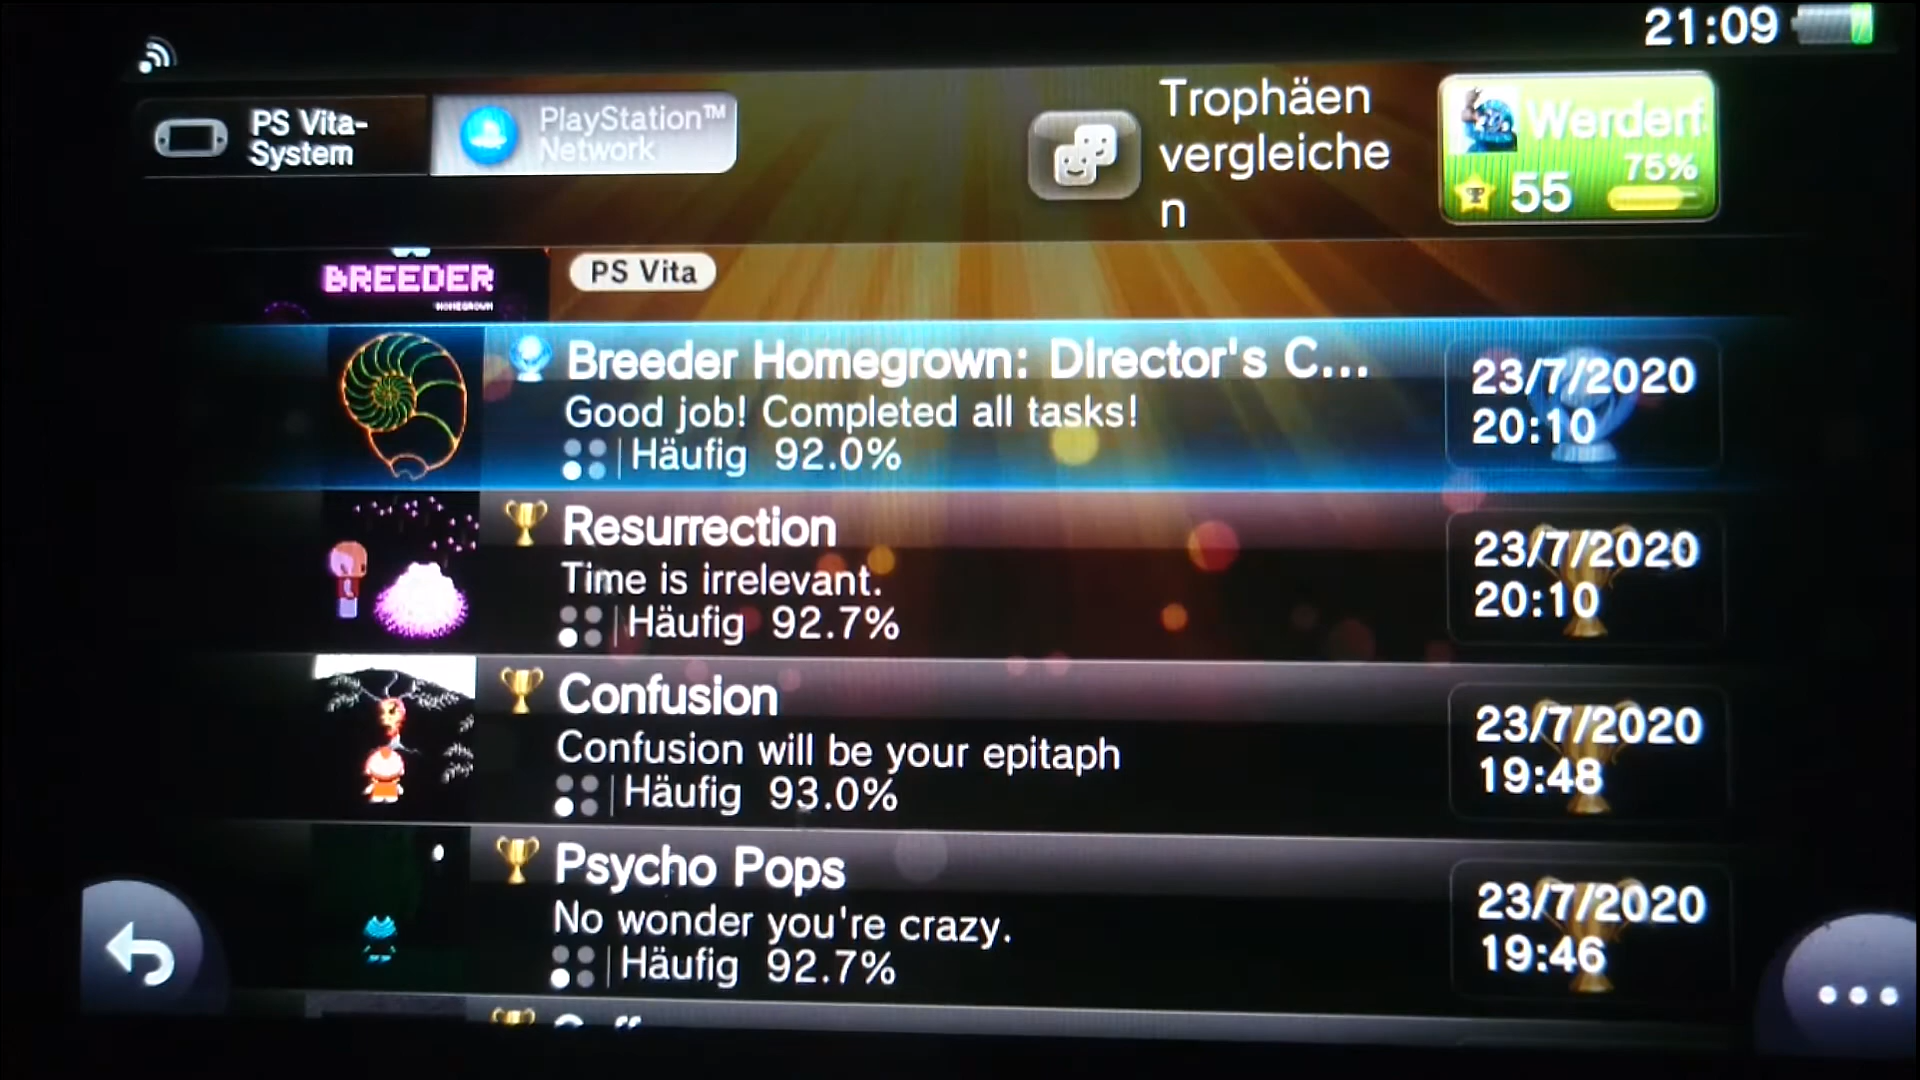 21:09
PS Vita-
System
PlayStation™
Network
Trophäen
vergleiche
n
Werderf
75%
55
BREEDER
HOMEGROWN
PS Vita
Breeder Homegrown: Director's C...
Good job! Completed all tasks!
Häufig 92.0%
23/7/2020
20:10
Resurrection
Time is irrelevant.
Häufig 92.7%
23/7/2020
20:10
Confusion
Confusion will be your epitaph
Häufig 93.0%
23/7/2020
19:48
Psycho Pops
No wonder you're crazy.
Häufig 92.7%
23/7/2020
19:46